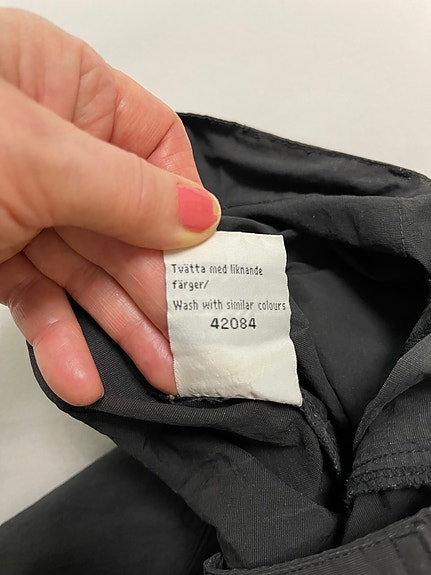 Tvätta med liknande
färger/
Wash with similar colours
42084